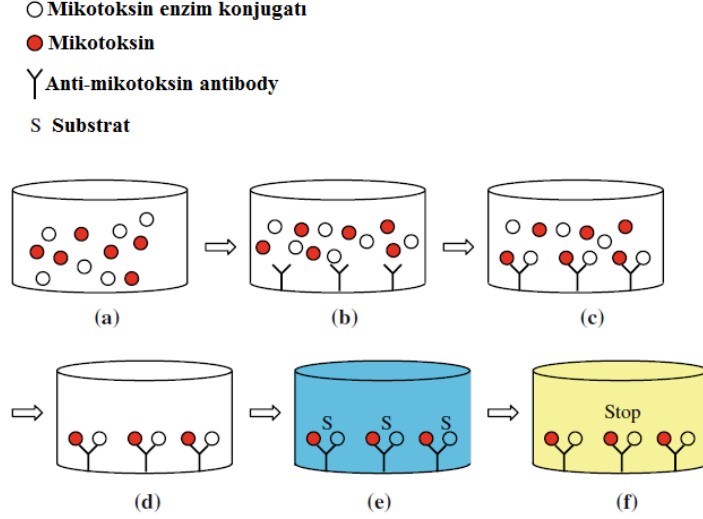 Mikotoksin enzim konjugatı
Mikotoksin
Anti-mikotoksin antibody
S Substrat
(a)
(b)
(c)
S S S
Stop
(d)
(e)
(f)